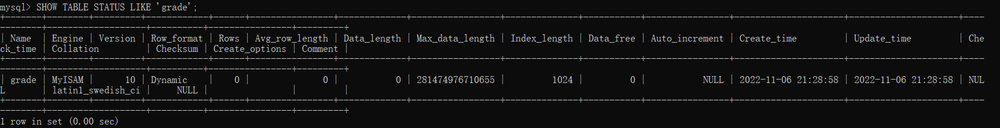 mysql> SHOW TABLE STATUS LIKE 'grade';
+-------+--------+---------+------------+------+----------------+-------------+-----------------+--------------+-----------+----------------+---------------------+---------------------+----
--------+-------------------+----------+----------------+---------+
| Name  | Engine | Version | Row_format | Rows | Avg_row_length | Data_length | Max_data_length | Index_length | Data_free | Auto_increment | Create_time         | Update_time         | Che
ck_time | Collation         | Checksum | Create_options | Comment |
+-------+--------+---------+------------+------+----------------+-------------+-----------------+--------------+-----------+----------------+---------------------+---------------------+----
--------+-------------------+----------+----------------+---------+
| grade | MyISAM |      10 | Dynamic    |    0 |              0 |           0 | 281474976710655 |         1024 |         0 |           NULL | 2022-11-06 21:28:58 | 2022-11-06 21:28:58 | NUL
L       | latin1_swedish_ci |     NULL |                |         |
+-------+--------+---------+------------+------+----------------+-------------+-----------------+--------------+-----------+----------------+---------------------+---------------------+----
--------+-------------------+----------+----------------+---------+
1 row in set (0.00 sec)